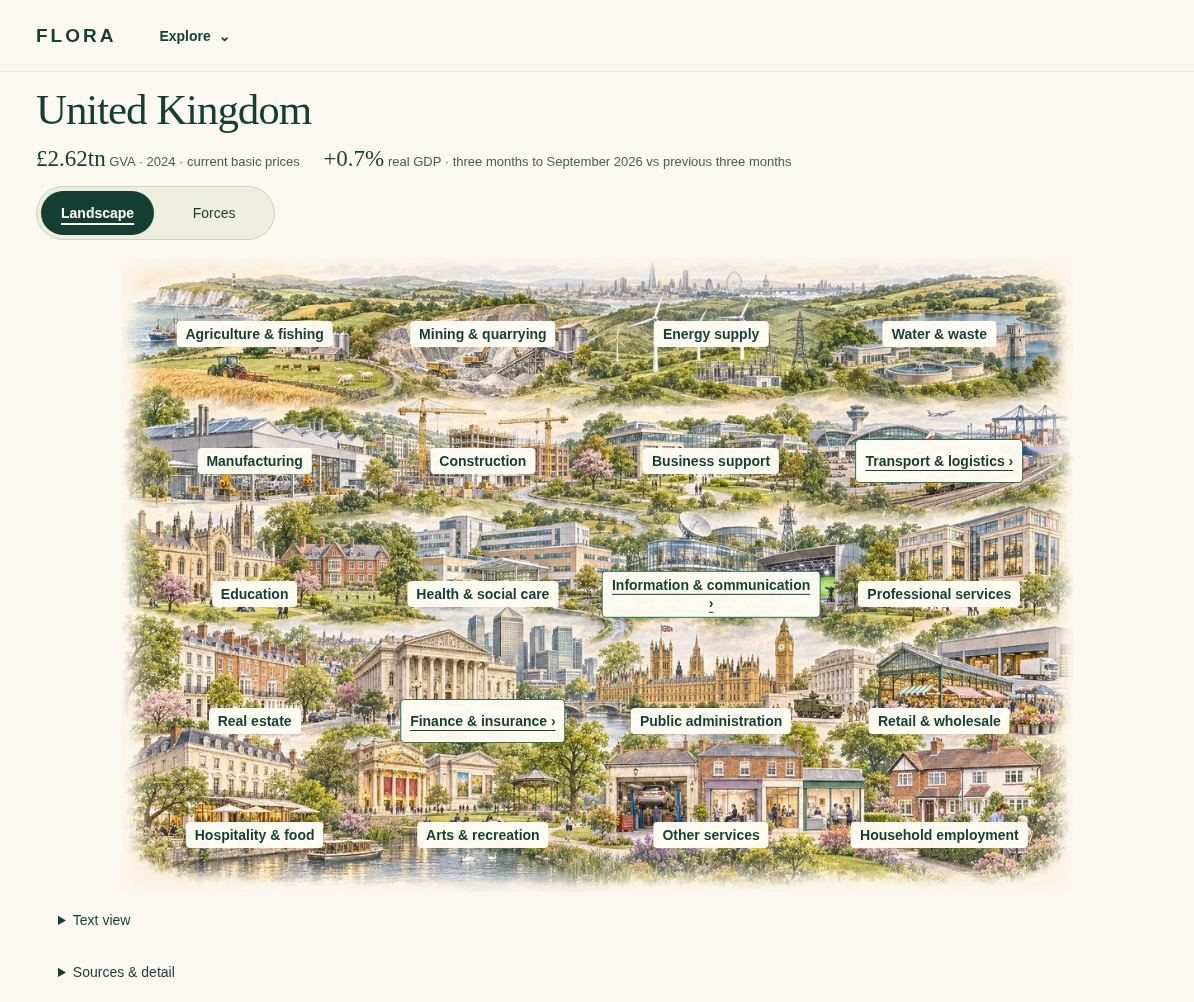 FLORA
Explore ⌄
United Kingdom
£2.62tn GVA · 2024 · current basic prices +0.7% real GDP · three months to September 2026 vs previous three months
Landscape Forces
Agriculture & fishing Mining & quarrying Energy supply Water & waste
Manufacturing Construction Business support Transport & logistics ›
Education Health & social care Information & communication › Professional services
Real estate Finance & insurance › Public administration Retail & wholesale
Hospitality & food Arts & recreation Other services Household employment
▶ Text view
▶ Sources & detail